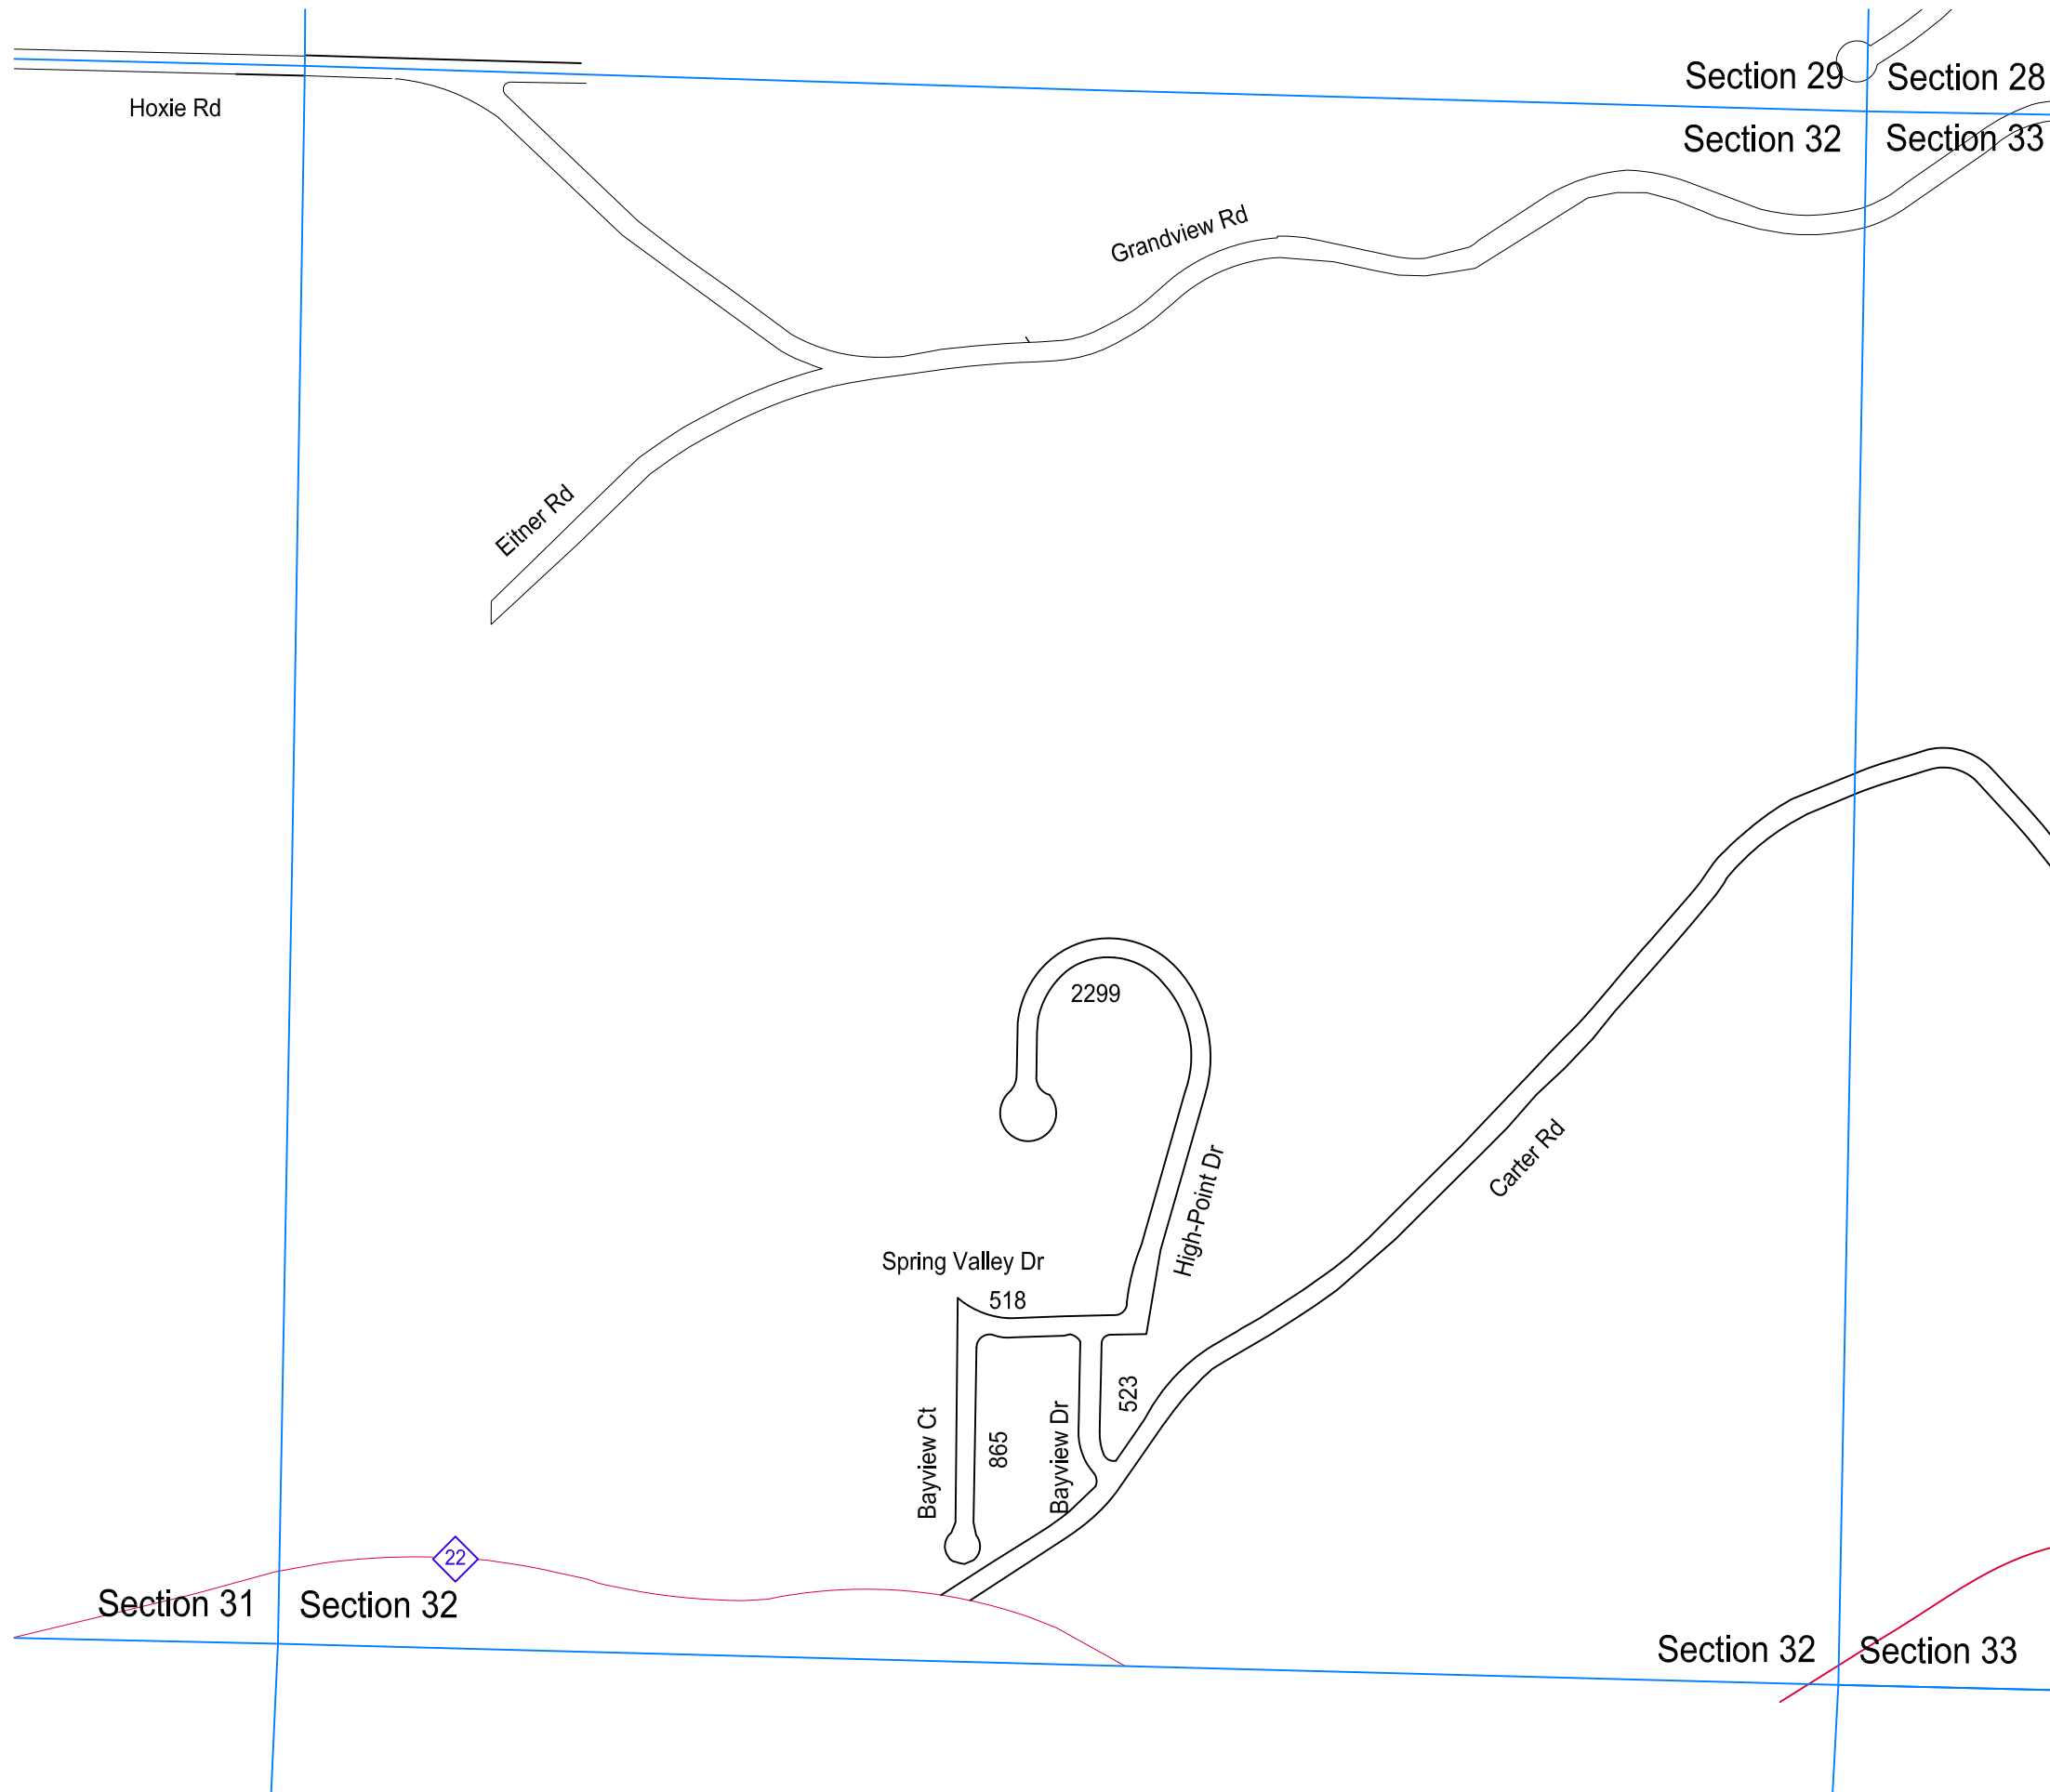 Section 29
Section 28
Hoxie Rd
Section 32
Section 33
Grandview Rd
Eitner Rd
2299
Carter Rd
High-Point Dr
Spring Valley Dr
518
523
Bayview Ct
865
Bayview Dr
22
Section 31
Section 32
Section 32
Section 33